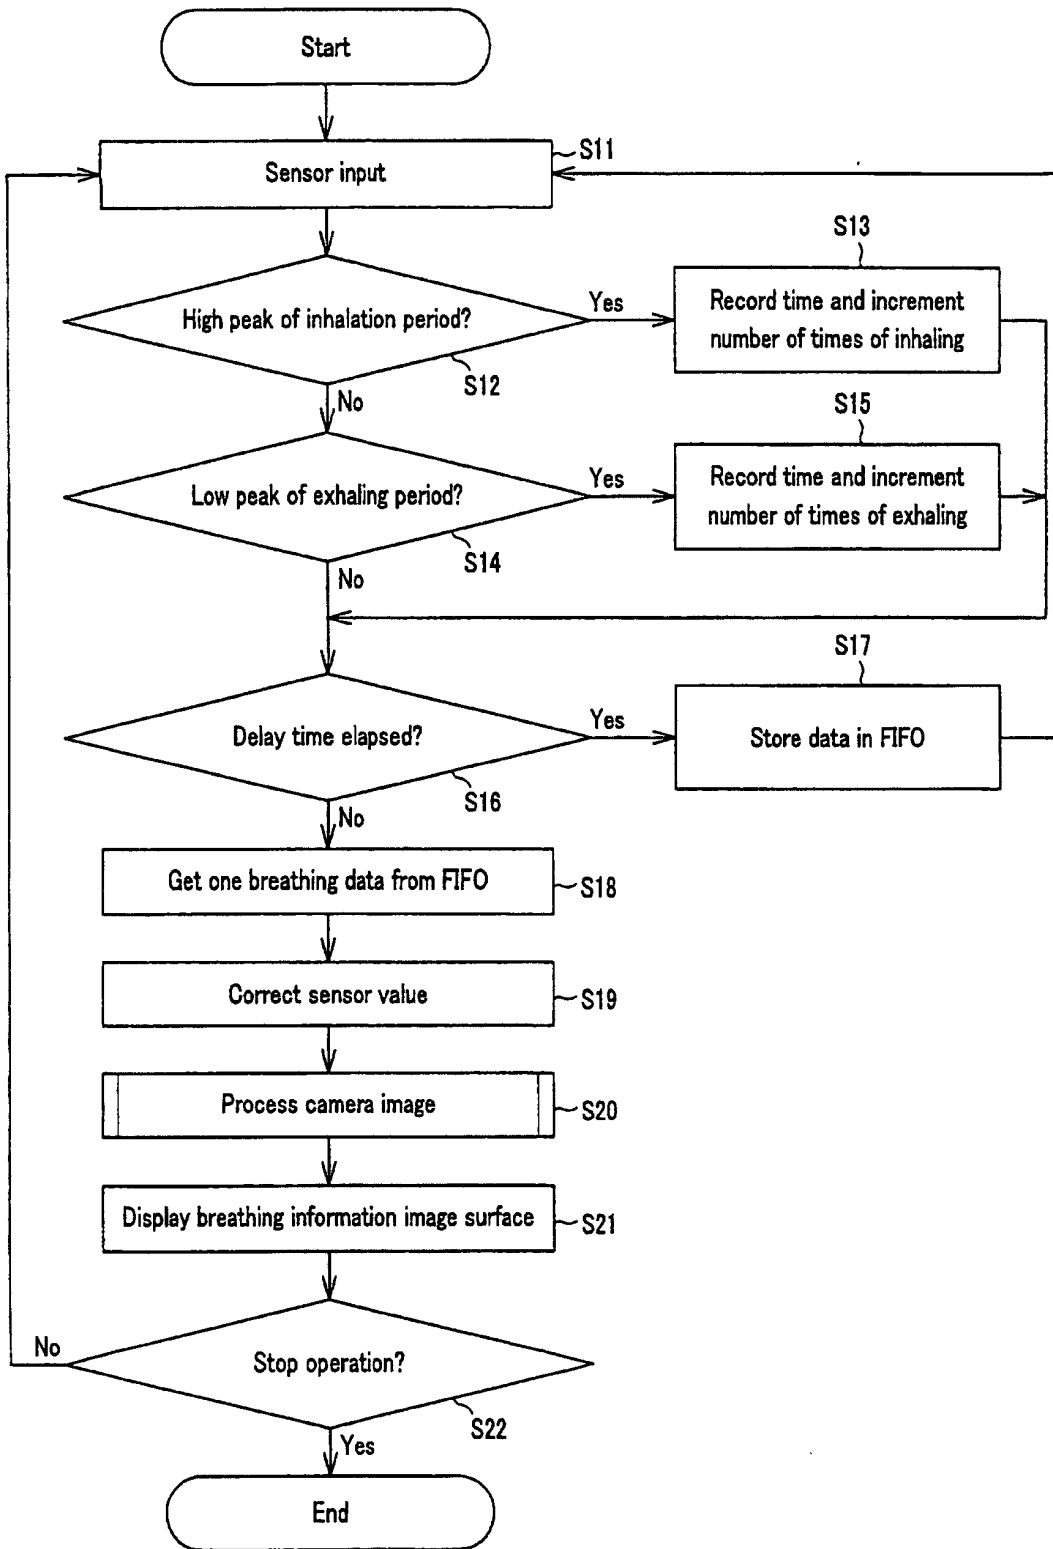 Start
Sensor input
S11
High peak of inhalation period?
S12
Yes
No
S13
Record time and increment
number of times of inhaling
Low peak of exhaling period?
S14
Yes
No
S15
Record time and increment
number of times of exhaling
Delay time elapsed?
S16
Yes
No
S17
Store data in FIFO
Get one breathing data from FIFO
S18
Correct sensor value
S19
Process camera image
S20
Display breathing information image surface
S21
Stop operation?
No
S22
Yes
End